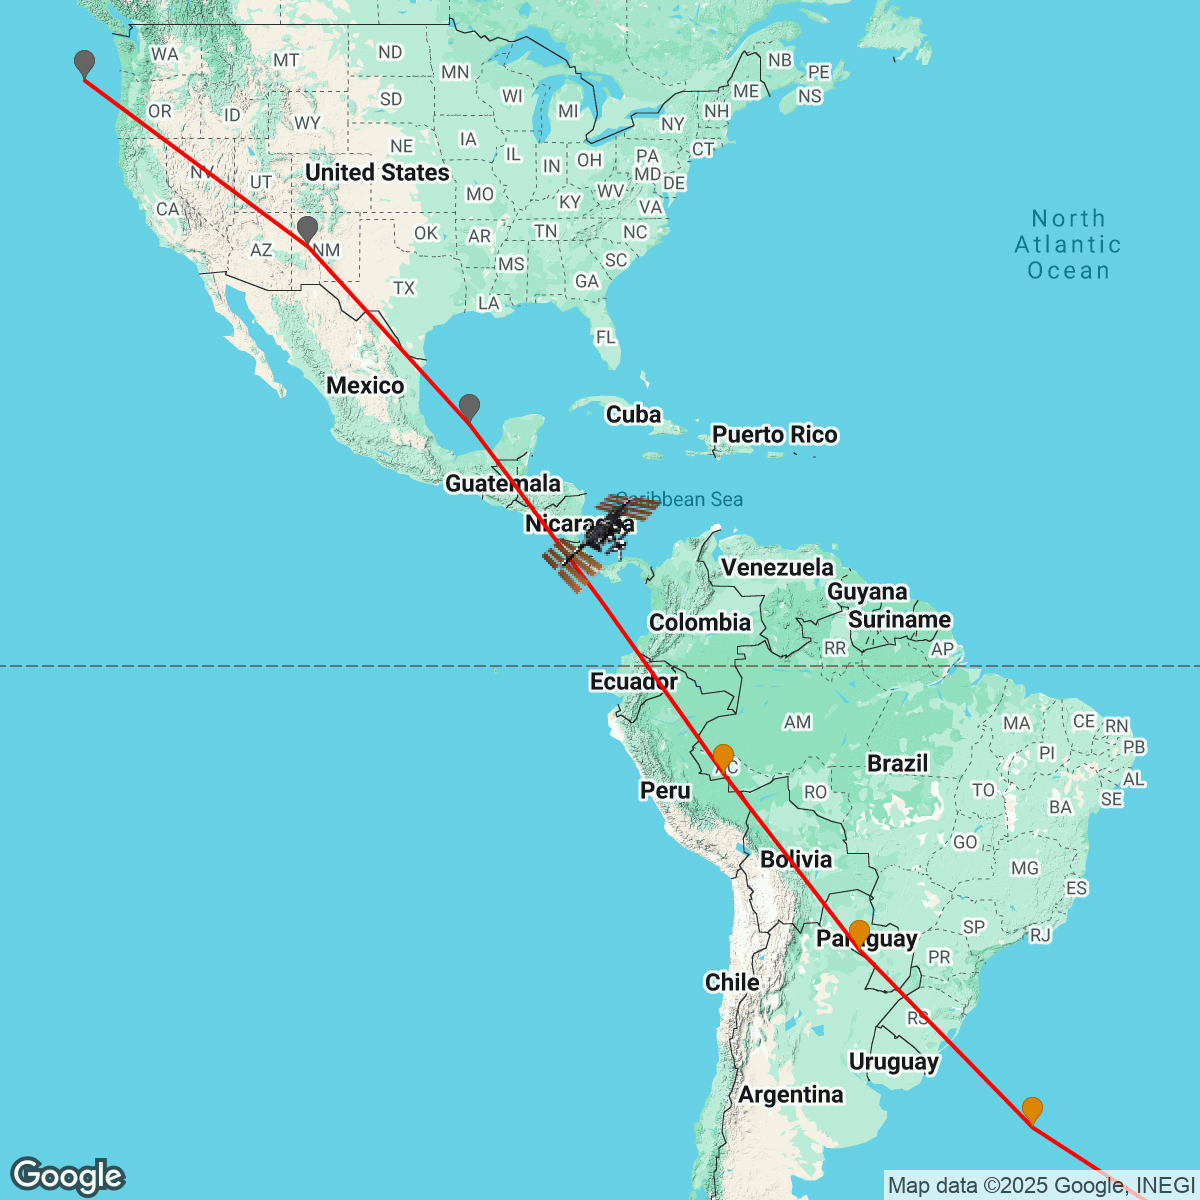 WA
MT
ND
MN
NB
PE
NS
ME
OR
ID
SD
WI
MI
NH
NY
WY
NE
IA
CT
IL
IN
OH
PA
MD
DE
NV
UT
United States
MO
WV
KY
VA
CA
AZ
NM
OK
AR
TN
NC
North
Atlantic
Ocean
MS
SC
GA
TX
LA
FL
Mexico
Cuba
Puerto Rico
Guatemala
Caribbean Sea
Nicaragua
Venezuela
Guyana
Suriname
Colombia
RR
AP
Ecuador
AM
MA
CE
RN
PI
PB
AC
Brazil
AL
Peru
RO
TO
SE
BA
GO
Bolivia
MG
ES
SP
RJ
Paraguay
PR
Chile
RS
Uruguay
Argentina
Google
Map data ©2025 Google, INEGI